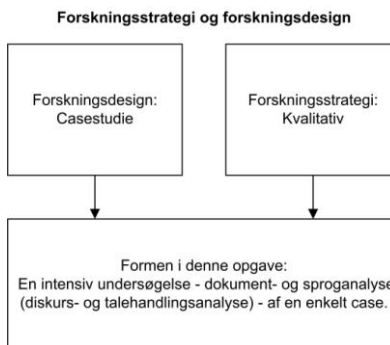 Forskningsstrategi og forskningsdesign
Forskningsdesign:
Casestudie
Forskningsstrategi:
Kvalitativ
Formen i denne opgave:
En intensiv undersøgelse - dokument- og sproganalyse
(diskurs- og talehandlingsanalyse) - af en enkelt case.